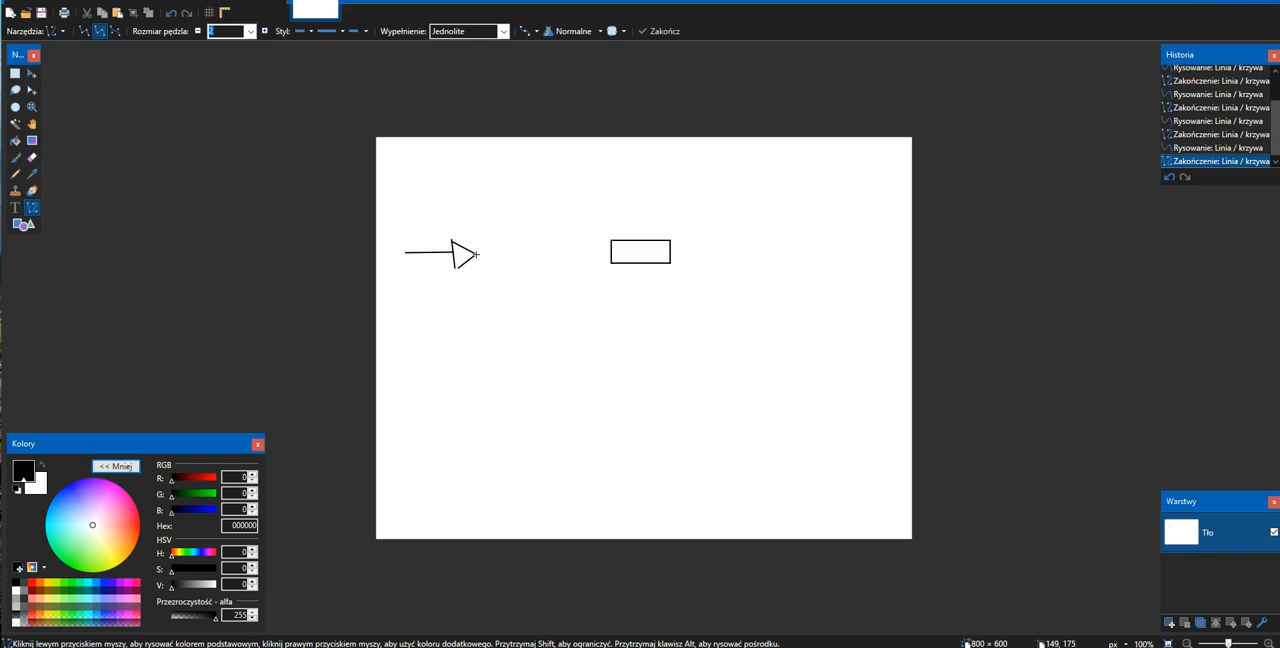 Narzędzia:
Rozmiar pędzla:
2
Styl:
Wypełnienie:
Jednolite
Normalne
Zakończ
N...
Historia
Rysowanie: Linia / krzywa
Zakończenie: Linia / krzywa
Rysowanie: Linia / krzywa
Zakończenie: Linia / krzywa
Rysowanie: Linia / krzywa
Zakończenie: Linia / krzywa
Rysowanie: Linia / krzywa
Zakończenie: Linia / krzywa
Kolory
<< Mniej
RGB
R: 0
G: 0
B: 0
Hex: 000000
HSV
H: 0
S: 0
V: 0
Przezroczystość - alfa
255
Warstwy
Tło
Kliknij lewym przyciskiem myszy, aby rysować kolorem podstawowym, kliknij prawym przyciskiem myszy, aby użyć koloru dodatkowego. Przytrzymaj Shift, aby ograniczyć. Przytrzymaj klawisz Alt, aby rysować pośrodku.
800 × 600
149, 175
px
100%